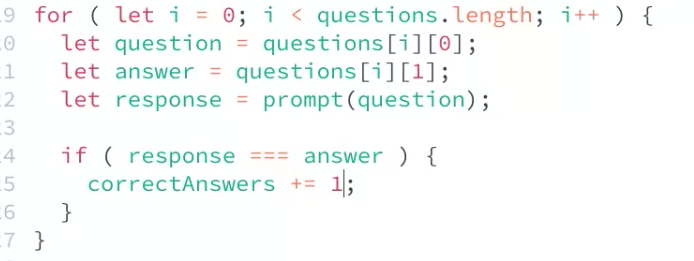 9 for ( let i = 0; i < questions.length; i++ ) {
0 let question = questions[i][0];
1 let answer = questions[i][1];
2 let response = prompt(question);
3
4 if ( response === answer ) {
5 correctAnswers += 1;
6 }
7 }